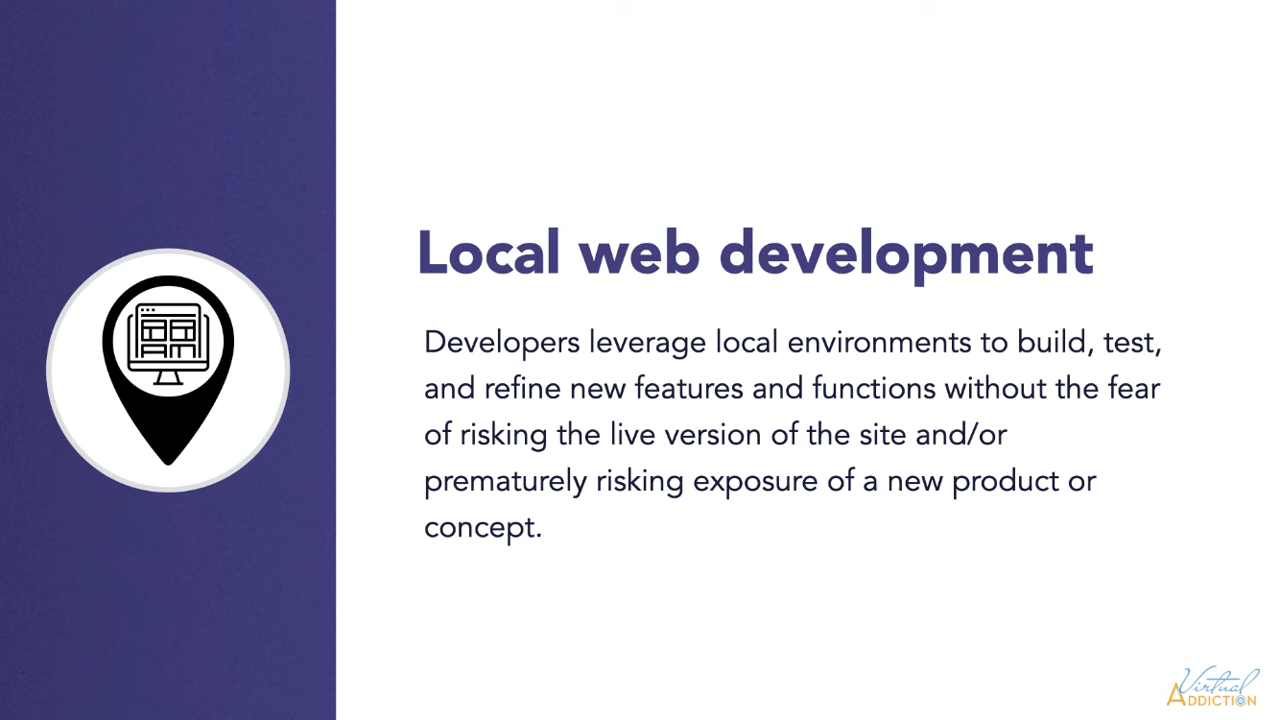 Local web development
Developers leverage local environments to build, test,
and refine new features and functions without the fear
of risking the live version of the site and/or
prematurely risking exposure of a new product or
concept.
Virtual
ADDICTION